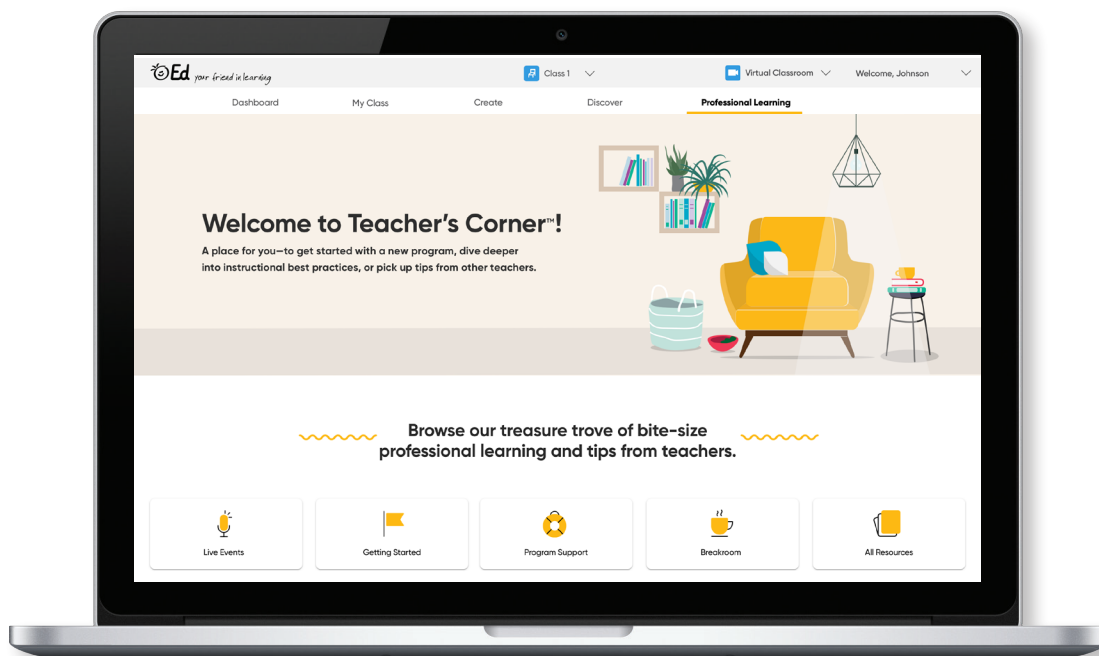 Ed your friend in learning
Class 1
Virtual Classroom
Welcome, Johnson
Dashboard
My Class
Create
Discover
Professional Learning
Welcome to Teacher's Corner™!
A place for you—to get started with a new program, dive deeper
into instructional best practices, or pick up tips from other teachers.
Browse our treasure trove of bite-size
professional learning and tips from teachers.
Live Events
Getting Started
Program Support
Breakroom
All Resources